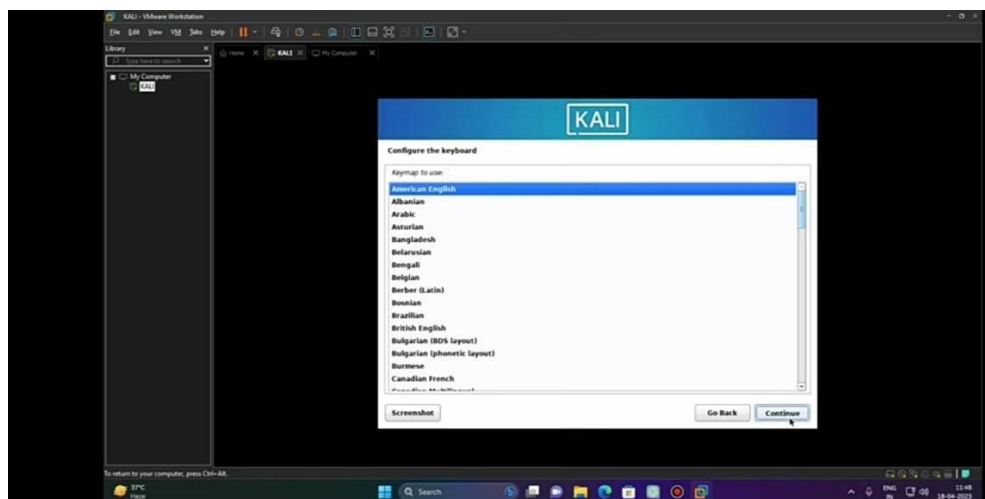 KALI - VMware Workstation
File Edit View VM Tabs Help
Library
Type here to search
My Computer
KALI
Home
KALI
My Computer
KALI
Configure the keyboard
Keymap to use:
American English
Albanian
Arabic
Asturian
Bangladesh
Belarusian
Bengali
Belgian
Berber (Latin)
Bosnian
Brazilian
British English
Bulgarian (BDS layout)
Bulgarian (phonetic layout)
Burmese
Canadian French
Canadian Multilingual
Screenshot
Go Back
Continue
To return to your computer, press Ctrl+Alt.
37°C
Haze
Search
ENG
IN
11:48
18-04-2023